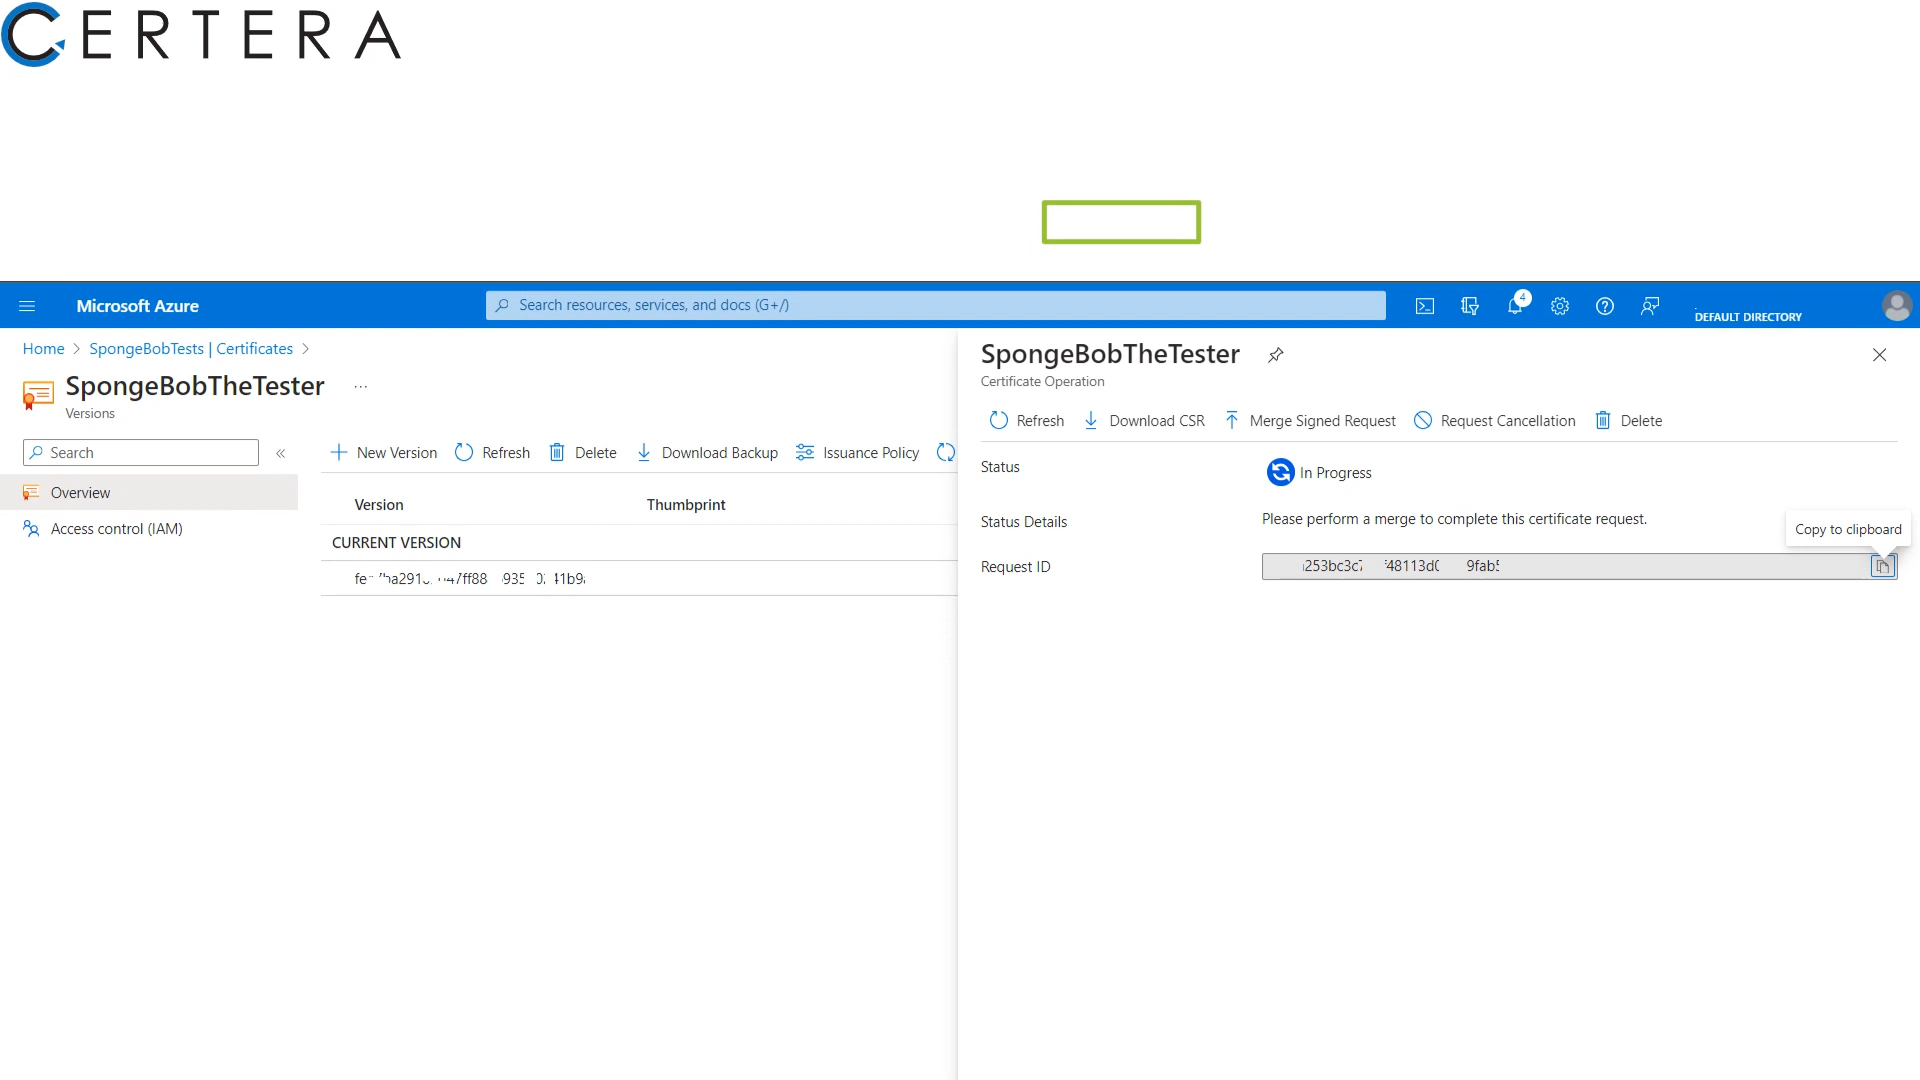 CERTERA
Microsoft Azure
Search resources, services, and docs (G+/)
4
DEFAULT DIRECTORY
Home > SpongeBobTests | Certificates >
SpongeBobTheTester ...
Versions
Search «
Overview
Access control (IAM)
New Version Refresh Delete Download Backup Issuance Policy
Version Thumbprint
CURRENT VERSION
SpongeBobTheTester
Certificate Operation
Refresh Download CSR Merge Signed Request Request Cancellation Delete
Status In Progress
Status Details Please perform a merge to complete this certificate request.
Copy to clipboard
Request ID